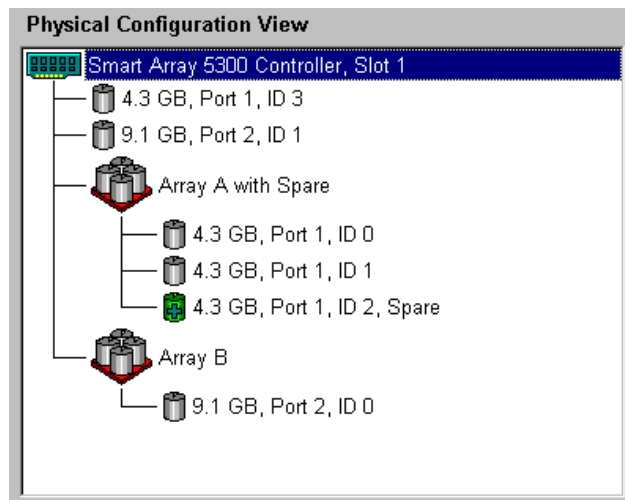 Physical Configuration View
Smart Array 5300 Controller, Slot 1
4.3 GB, Port 1, ID 3
9.1 GB, Port 2, ID 1
Array A with Spare
4.3 GB, Port 1, ID 0
4.3 GB, Port 1, ID 1
4.3 GB, Port 1, ID 2, Spare
Array B
9.1 GB, Port 2, ID 0